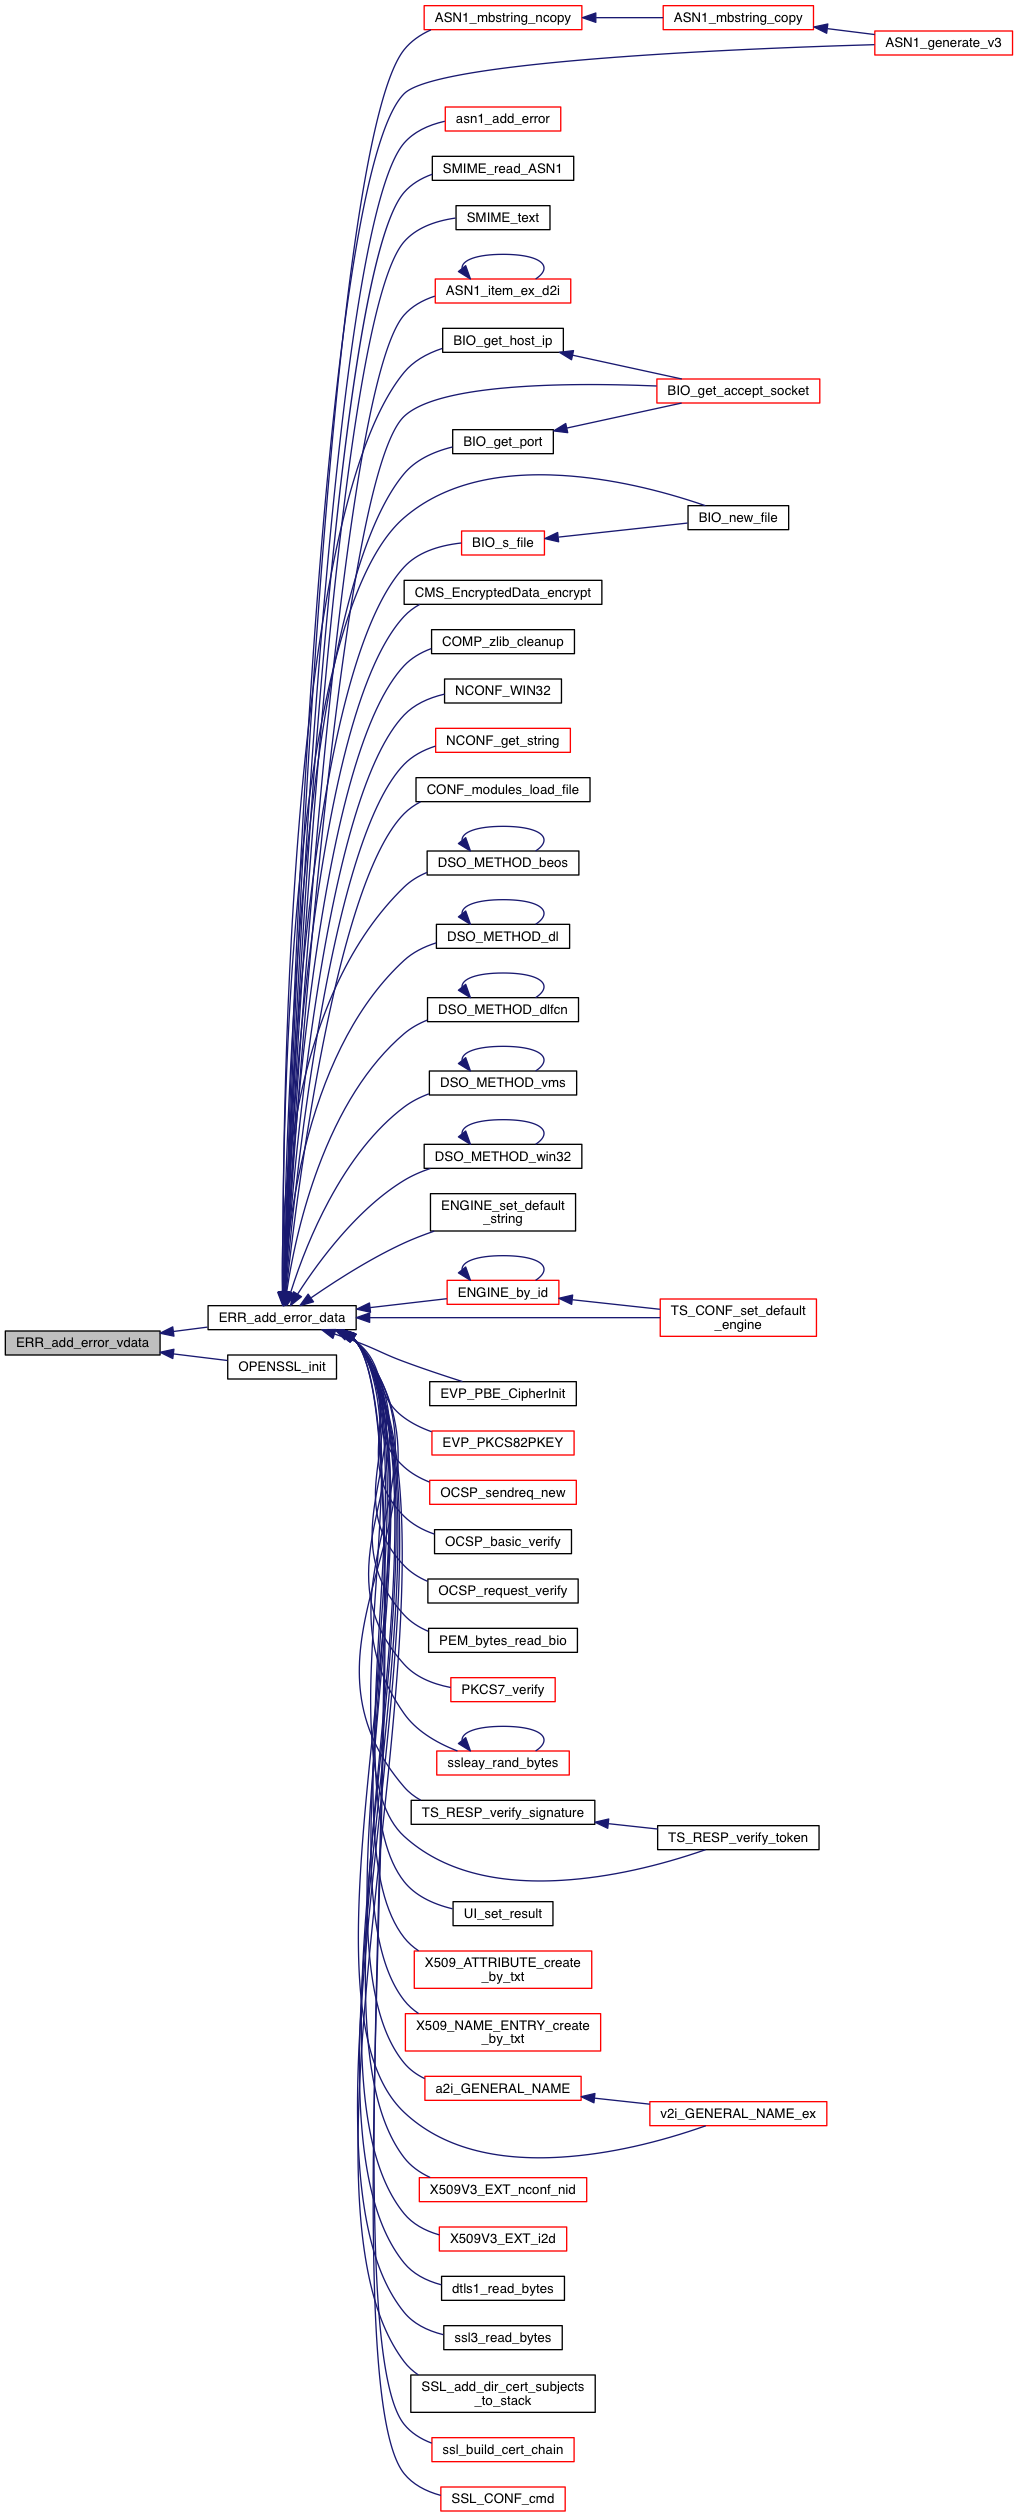 ASN1_mbstring_ncopy
ASN1_mbstring_copy
ASN1_generate_v3
asn1_add_error
SMIME_read_ASN1
SMIME_text
ASN1_item_ex_d2i
BIO_get_host_ip
BIO_get_accept_socket
BIO_get_port
BIO_new_file
BIO_s_file
CMS_EncryptedData_encrypt
COMP_zlib_cleanup
NCONF_WIN32
NCONF_get_string
CONF_modules_load_file
DSO_METHOD_beos
DSO_METHOD_dl
DSO_METHOD_dlfcn
DSO_METHOD_vms
DSO_METHOD_win32
ENGINE_set_default
_string
ENGINE_by_id
TS_CONF_set_default
_engine
ERR_add_error_data
ERR_add_error_vdata
OPENSSL_init
EVP_PBE_CipherInit
EVP_PKCS82PKEY
OCSP_sendreq_new
OCSP_basic_verify
OCSP_request_verify
PEM_bytes_read_bio
PKCS7_verify
ssleay_rand_bytes
TS_RESP_verify_signature
TS_RESP_verify_token
UI_set_result
X509_ATTRIBUTE_create
_by_txt
X509_NAME_ENTRY_create
_by_txt
a2i_GENERAL_NAME
v2i_GENERAL_NAME_ex
X509V3_EXT_nconf_nid
X509V3_EXT_i2d
dtls1_read_bytes
ssl3_read_bytes
SSL_add_dir_cert_subjects
_to_stack
ssl_build_cert_chain
SSL_CONF_cmd